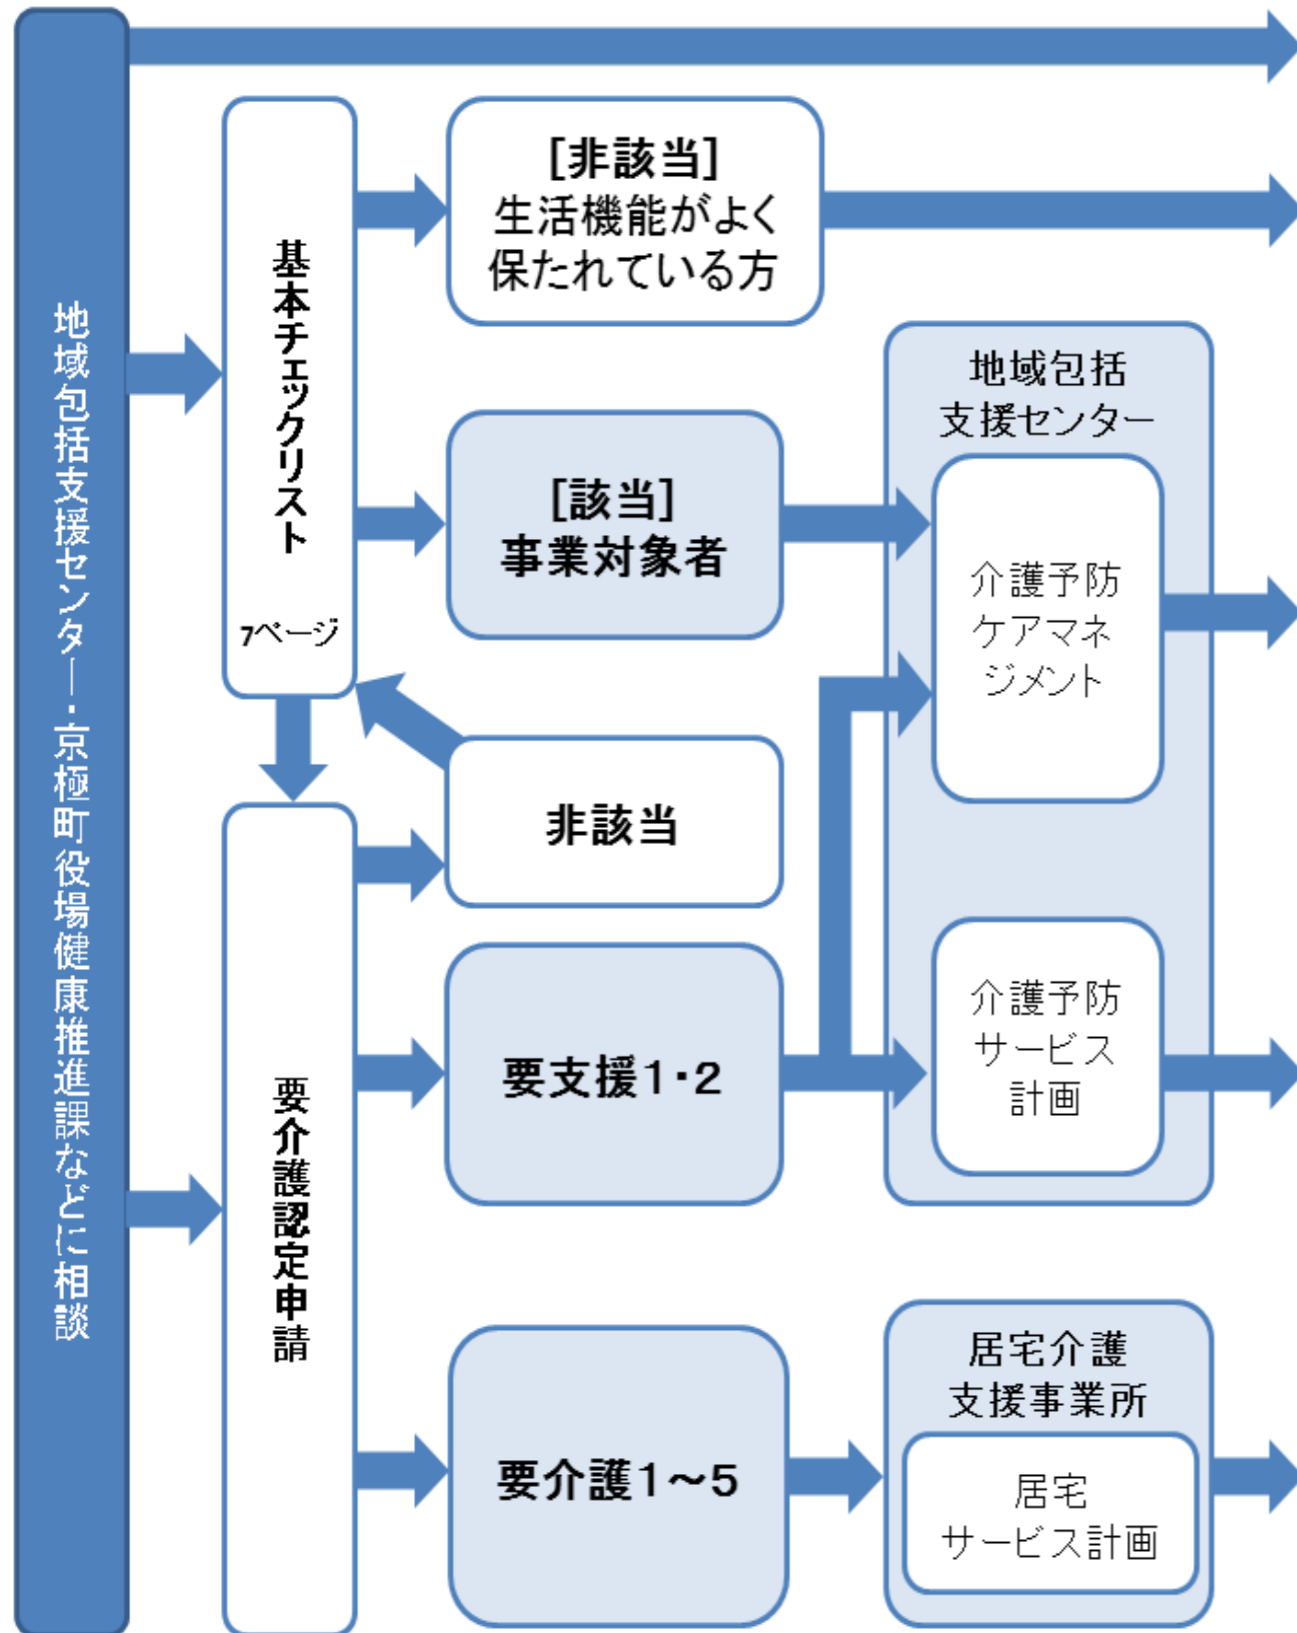 地域包括支援センター・京極町役場健康推進課などに相談
基本チェックリスト
7ページ
[非該当]
生活機能がよく
保たれている方
[該当]
事業対象者
非該当
要介護認定申請
要支援1・2
要介護1～5
地域包括
支援センター
介護予防
ケアマネ
ジメント
介護予防
サービス
計画
居宅介護
支援事業所
居宅
サービス計画